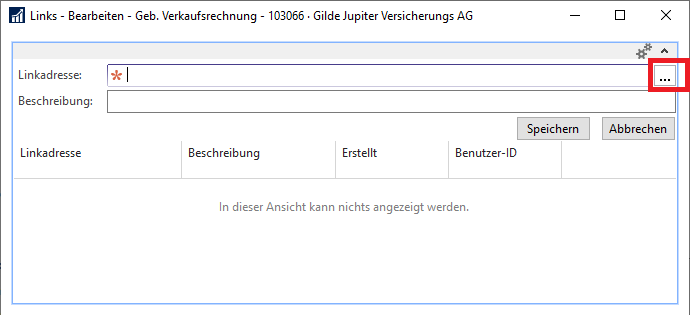 Links - Bearbeiten - Geb. Verkaufsrechnung - 103066 · Gilde Jupiter Versicherungs AG
Linkadresse: * ...
Beschreibung:
Speichern Abbrechen
Linkadresse Beschreibung Erstellt Benutzer-ID
In dieser Ansicht kann nichts angezeigt werden.